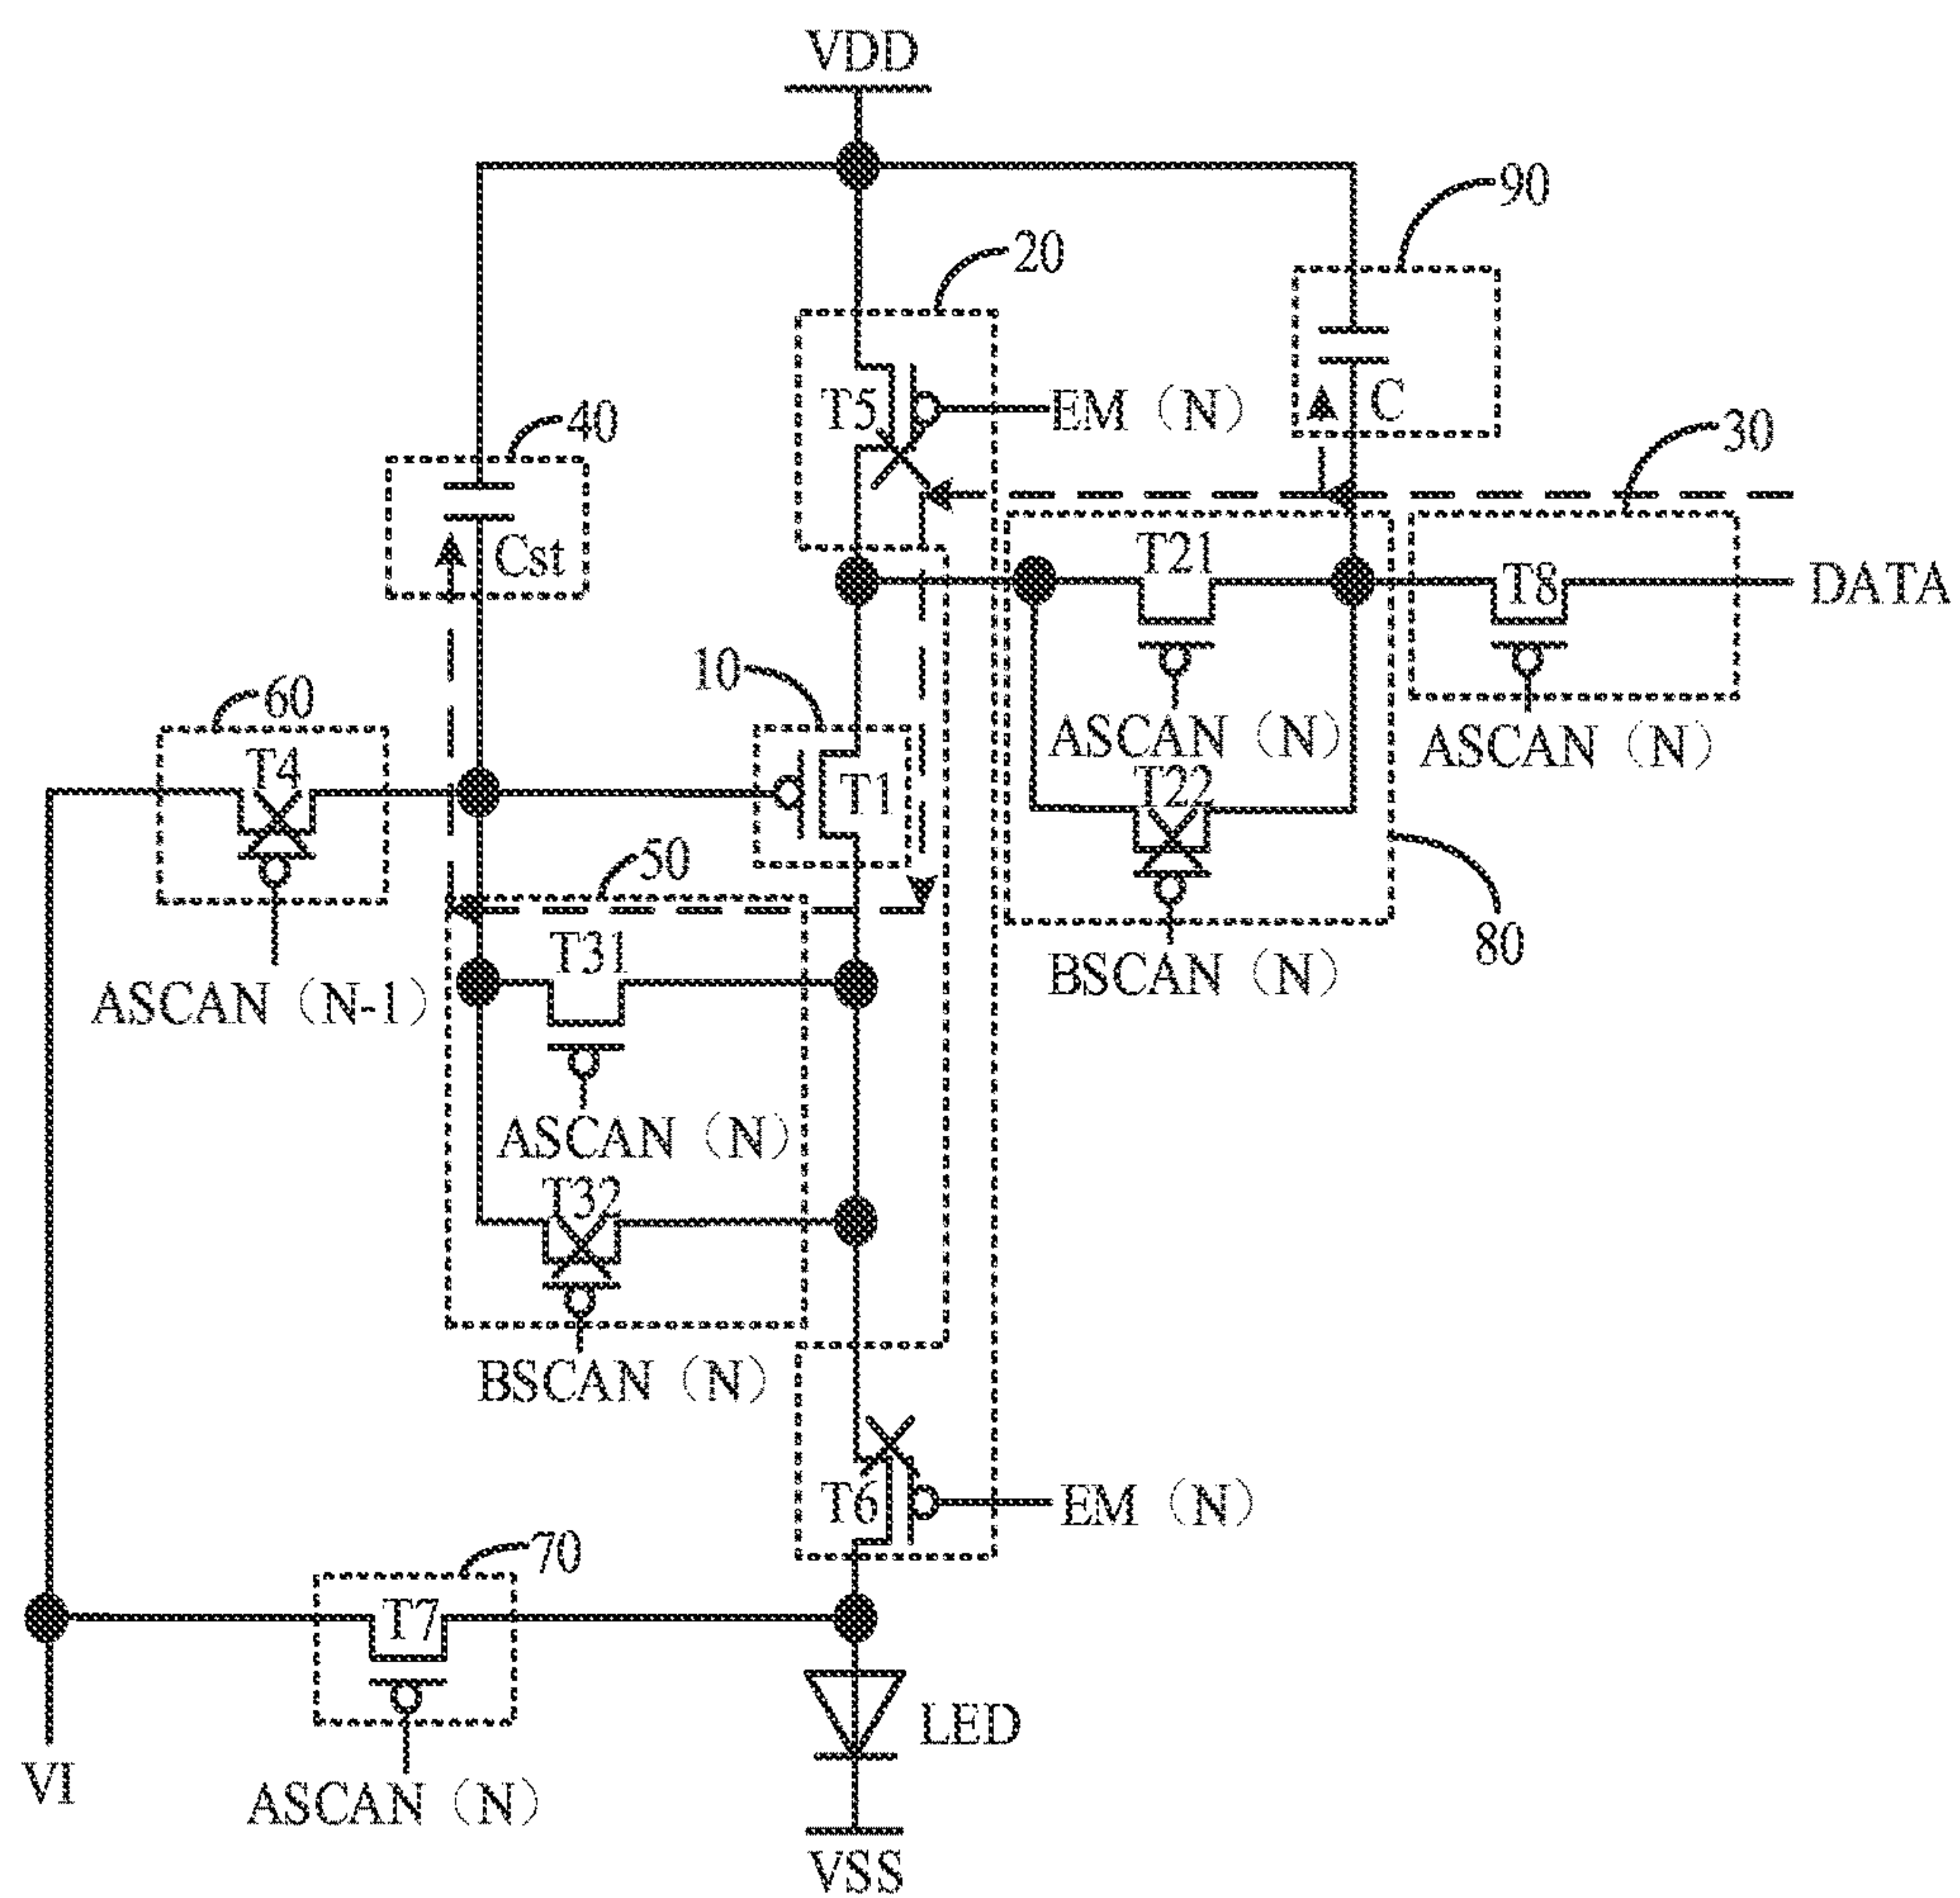 VDD
90
20
T5
EM (N)
C
40
30
Cst
T21
T8
DATA
10
60
T4
ASCAN (N)
ASCAN (N)
T1
T22
50
80
T31
BSCAN (N)
ASCAN (N-1)
ASCAN (N)
T32
BSCAN (N)
T6
EM (N)
70
T7
LED
VI
ASCAN (N)
VSS